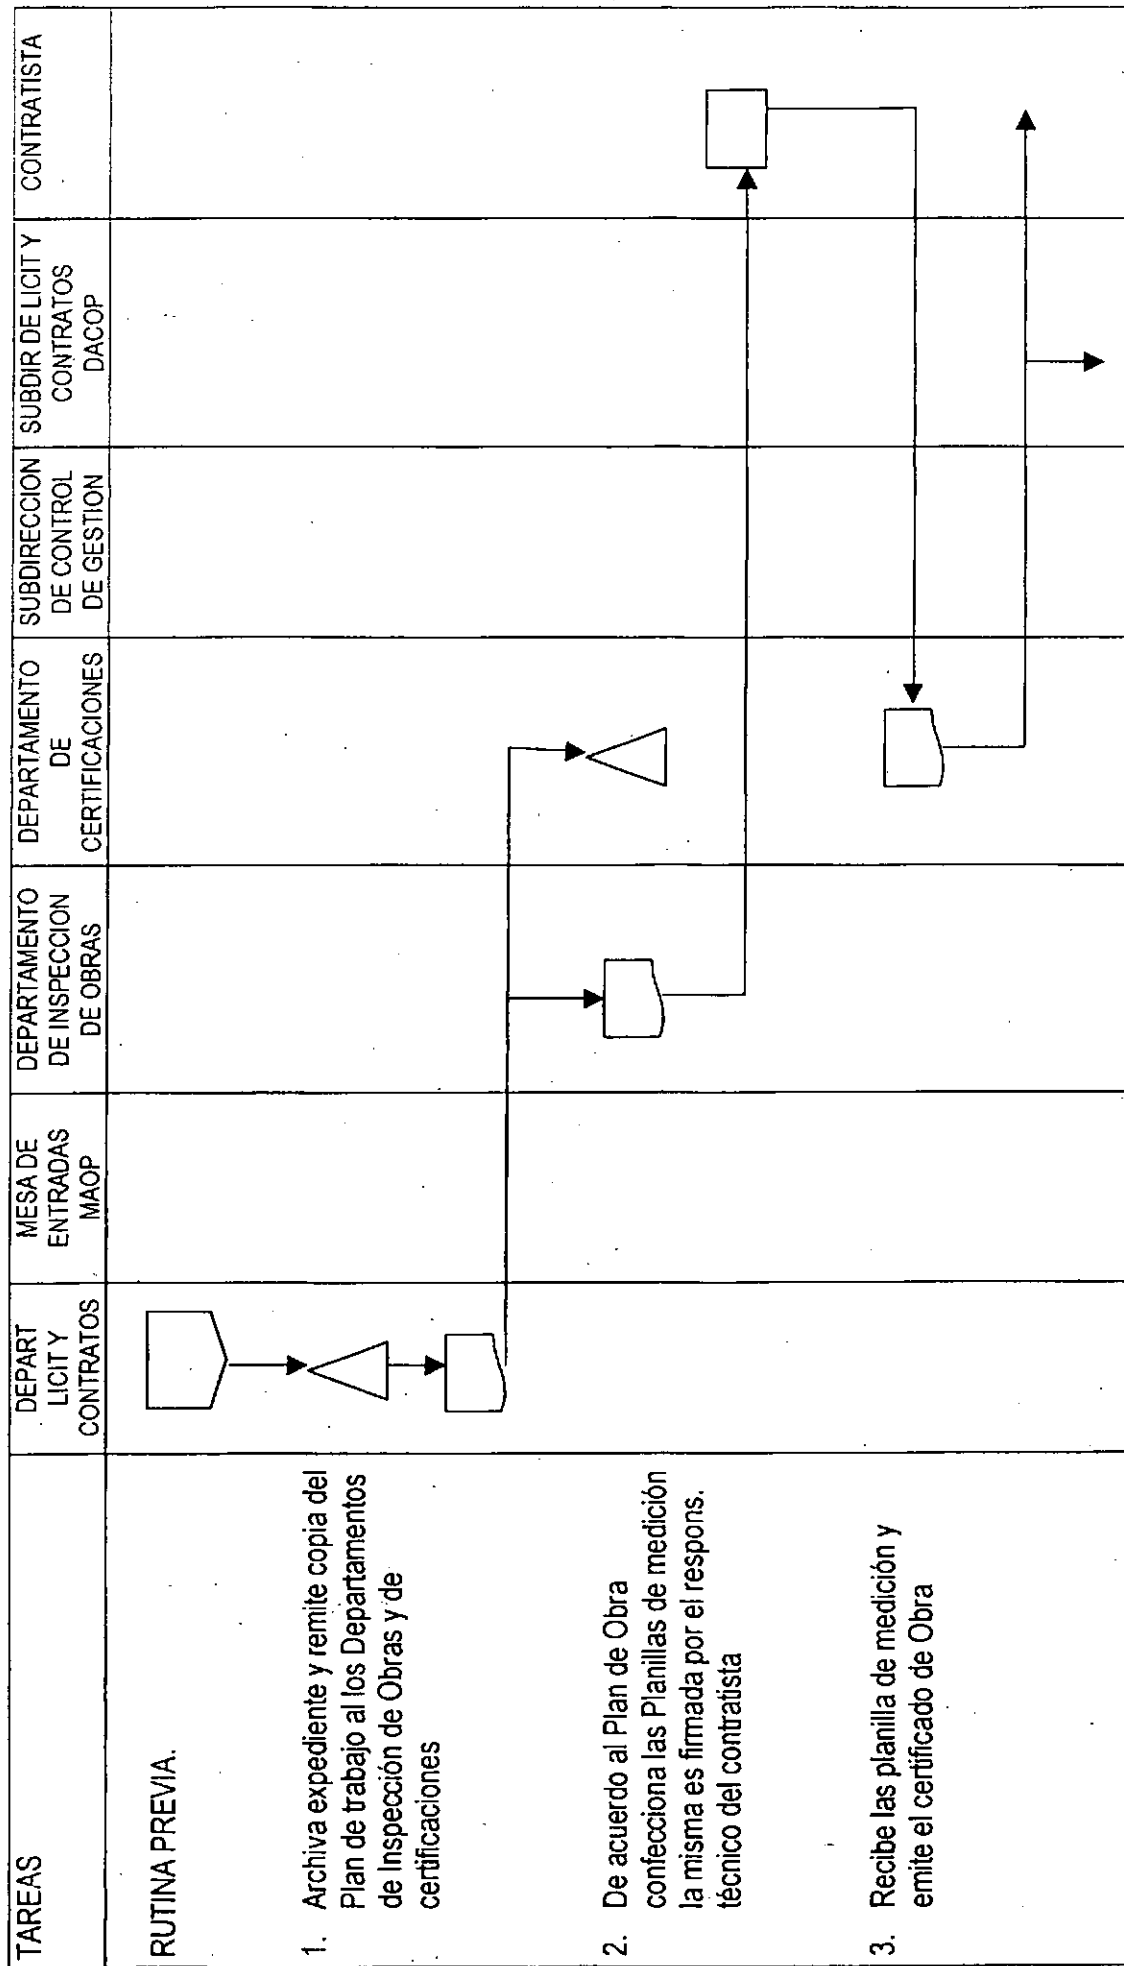 TAREAS
DEPART
LICIT Y
CONTRATOS
MESA DE
ENTRADAS
MAOP
DEPARTAMENTO
DE INSPECCION
DE OBRAS
DEPARTAMENTO
DE
CERTIFICACIONES
SUBDIRECCION
DE CONTROL
DE GESTION
SUBDIR DE LICIT Y
CONTRATOS
DACOP
CONTRATISTA
RUTINA PREVIA.
1. Archiva expediente y remite copia del
Plan de trabajo al los Departamentos
de Inspección de Obras y de
certificaciones
2. De acuerdo al Plan de Obra
confecciona las Planillas de medición
la misma es firmada por el respons.
técnico del contratista
3. Recibe las planilla de medición y
emite el certificado de Obra